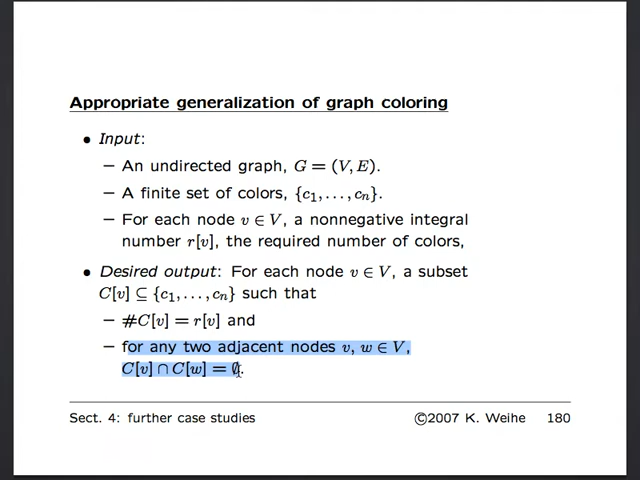 Appropriate generalization of graph coloring
• Input:
– An undirected graph, G = (V, E).
– A finite set of colors, {c₁, . . . , cₙ}.
– For each node v ∈ V, a nonnegative integral
number r[v], the required number of colors,
• Desired output: For each node v ∈ V, a subset
C[v] ⊆ {c₁, . . . , cₙ} such that
– #C[v] = r[v] and
– for any two adjacent nodes v, w ∈ V,
C[v] ∩ C[w] = ∅.
Sect. 4: further case studies ©2007 K. Weihe 180